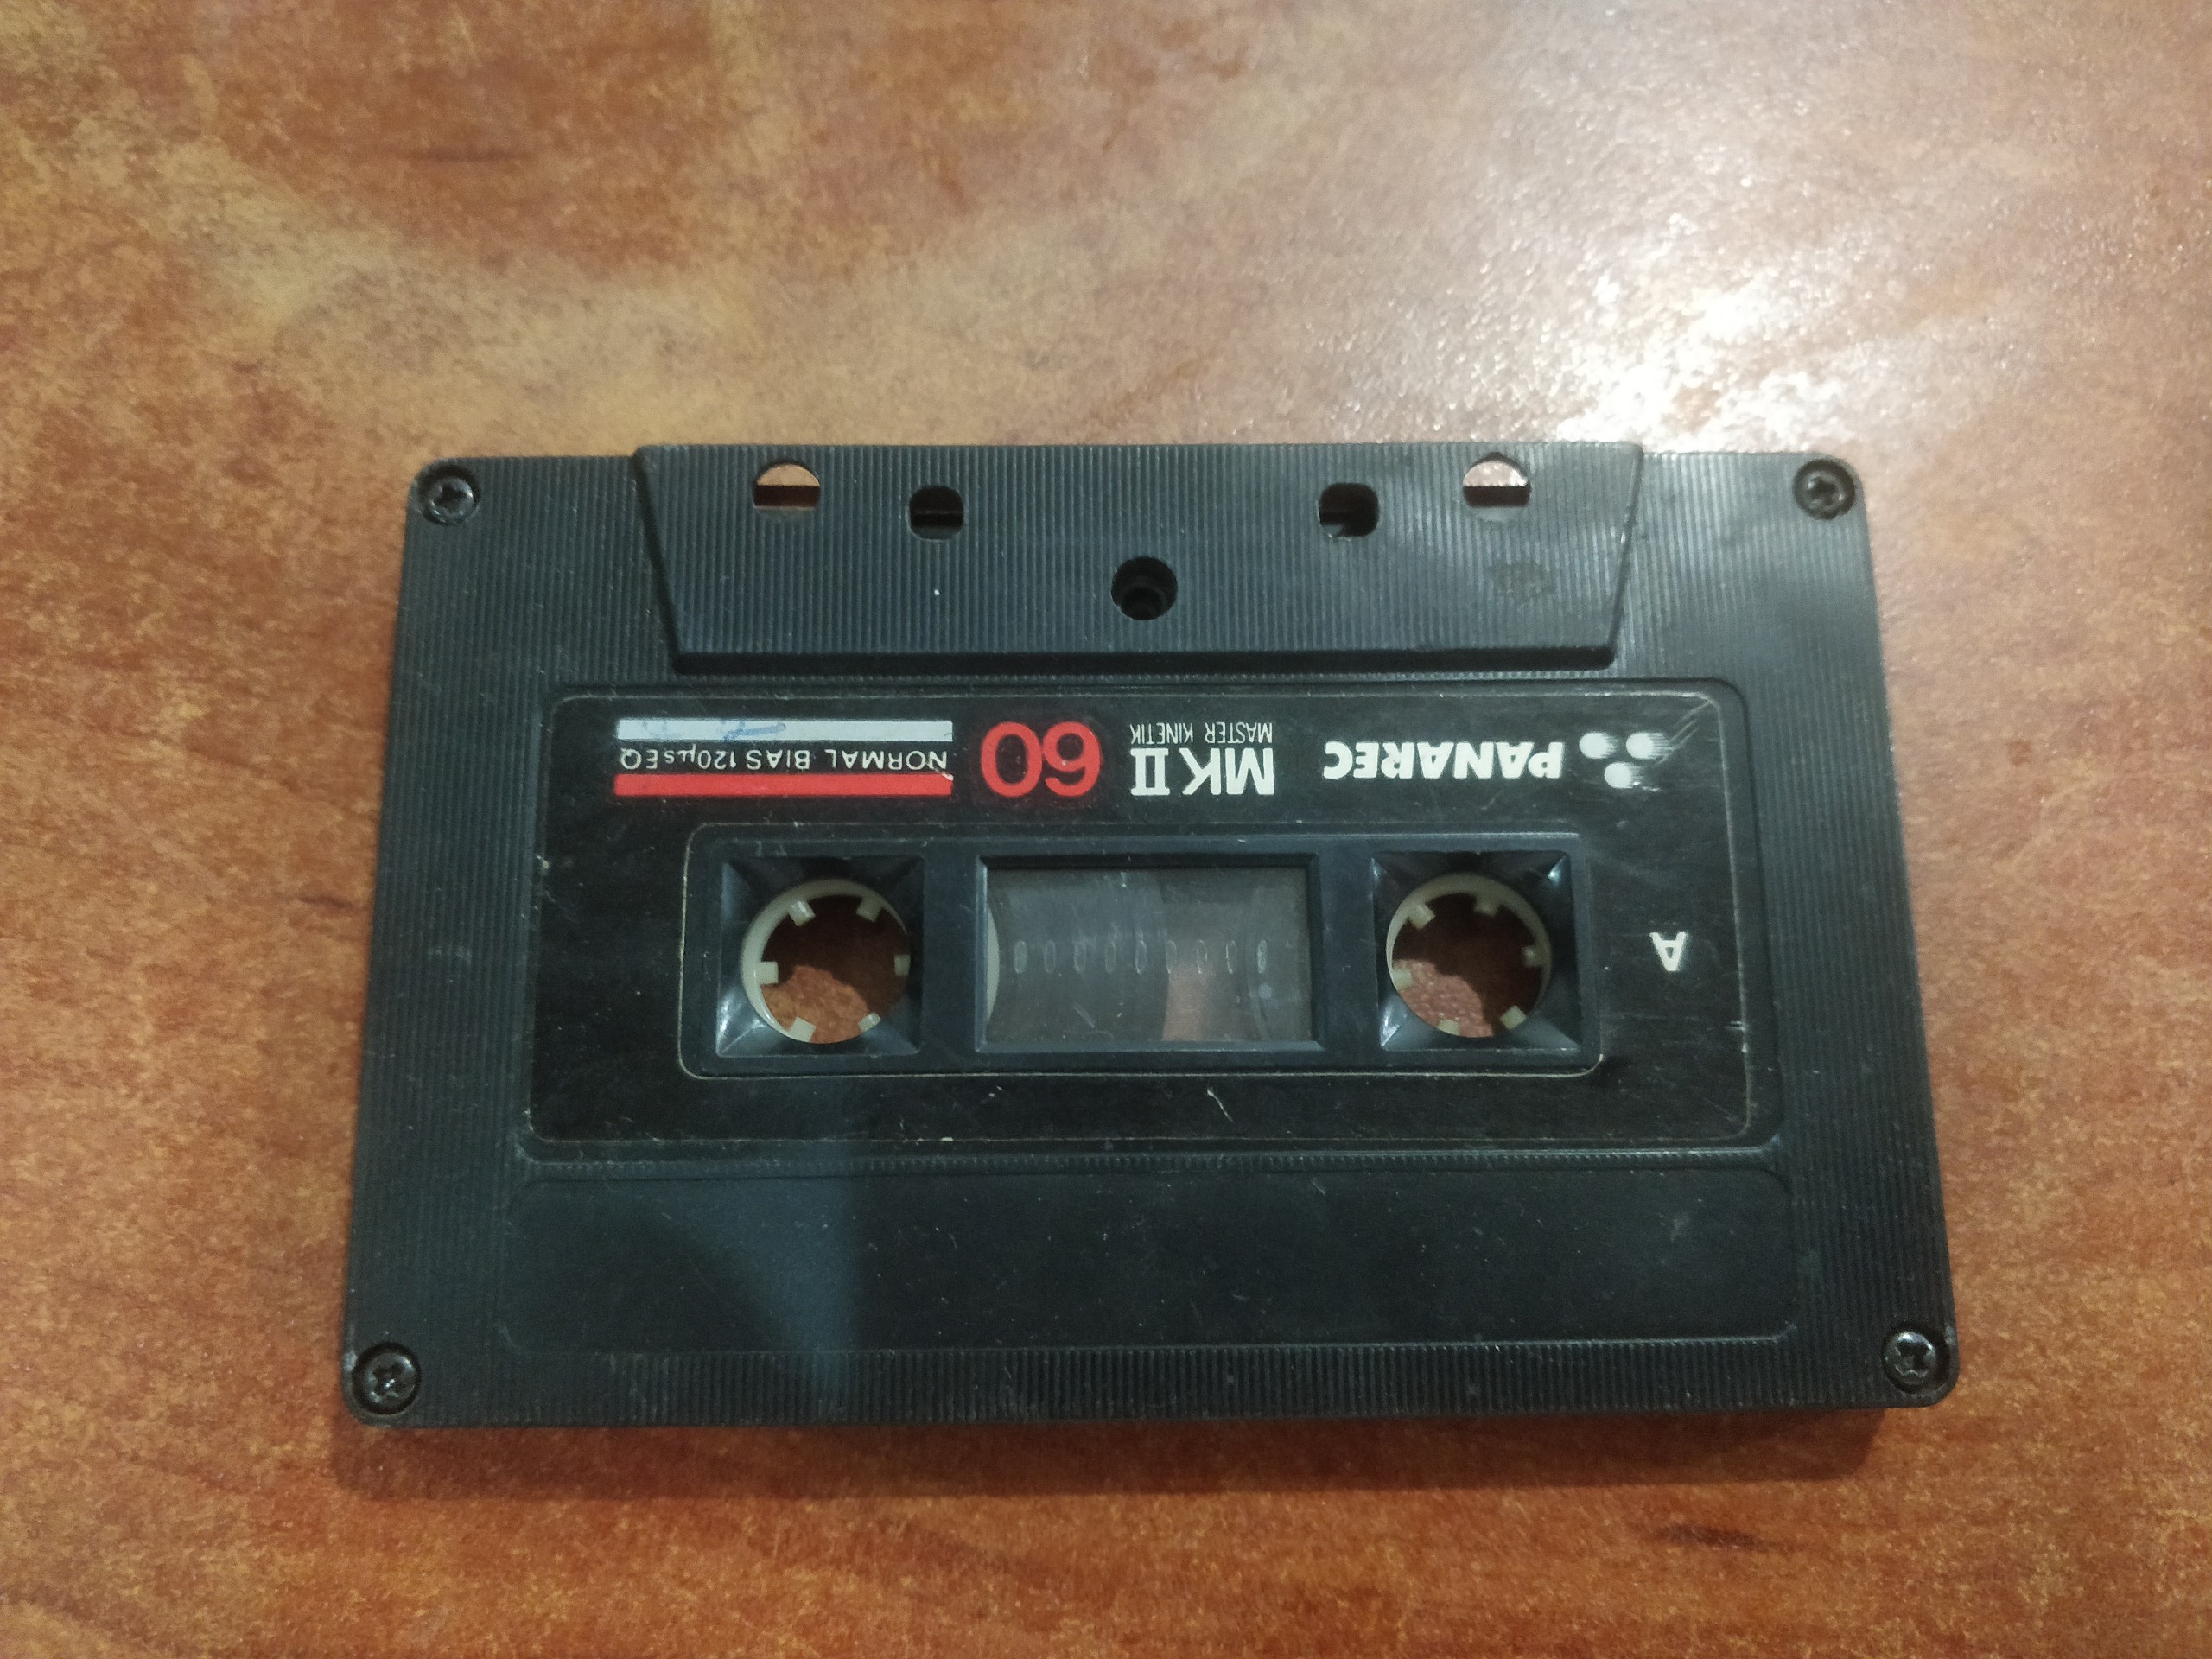 PANAREC
MK II 60
MASTER KINETIK
NORMAL BIAS 120µs EQ
A